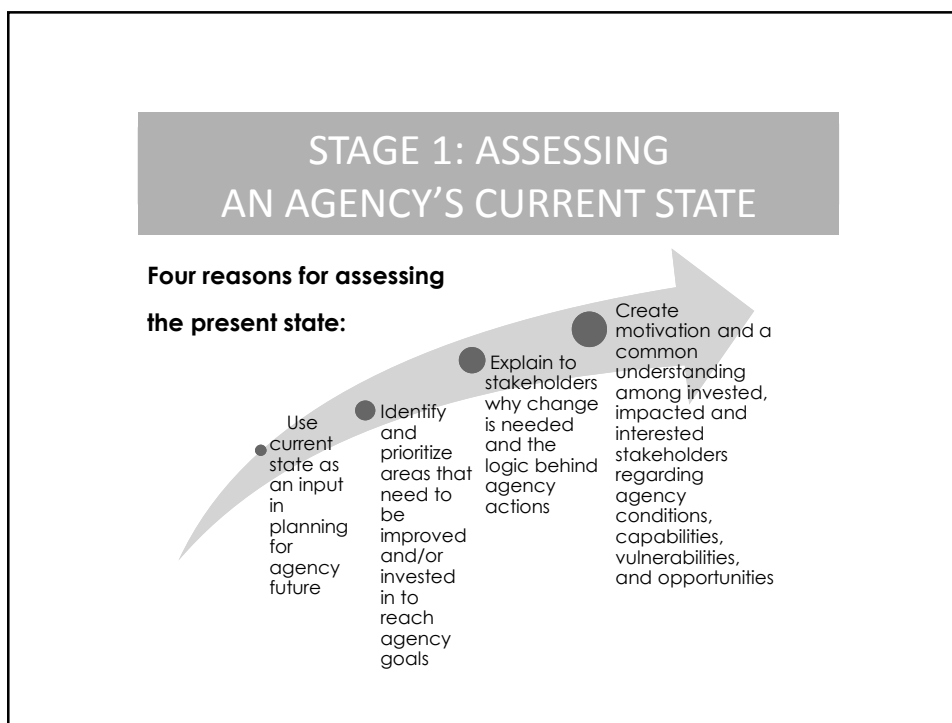 STAGE 1: ASSESSING
AN AGENCY’S CURRENT STATE
Four reasons for assessing
the present state:
Use
current
state as
an input
in
planning
for
agency
future
Identify
and
prioritize
areas that
need to
be
improved
and/or
invested
in to
reach
agency
goals
Explain to
stakeholders
why change
is needed
and the
logic behind
agency
actions
Create
motivation and a
common
understanding
among invested,
impacted and
interested
stakeholders
regarding
agency
conditions,
capabilities,
vulnerabilities,
and opportunities